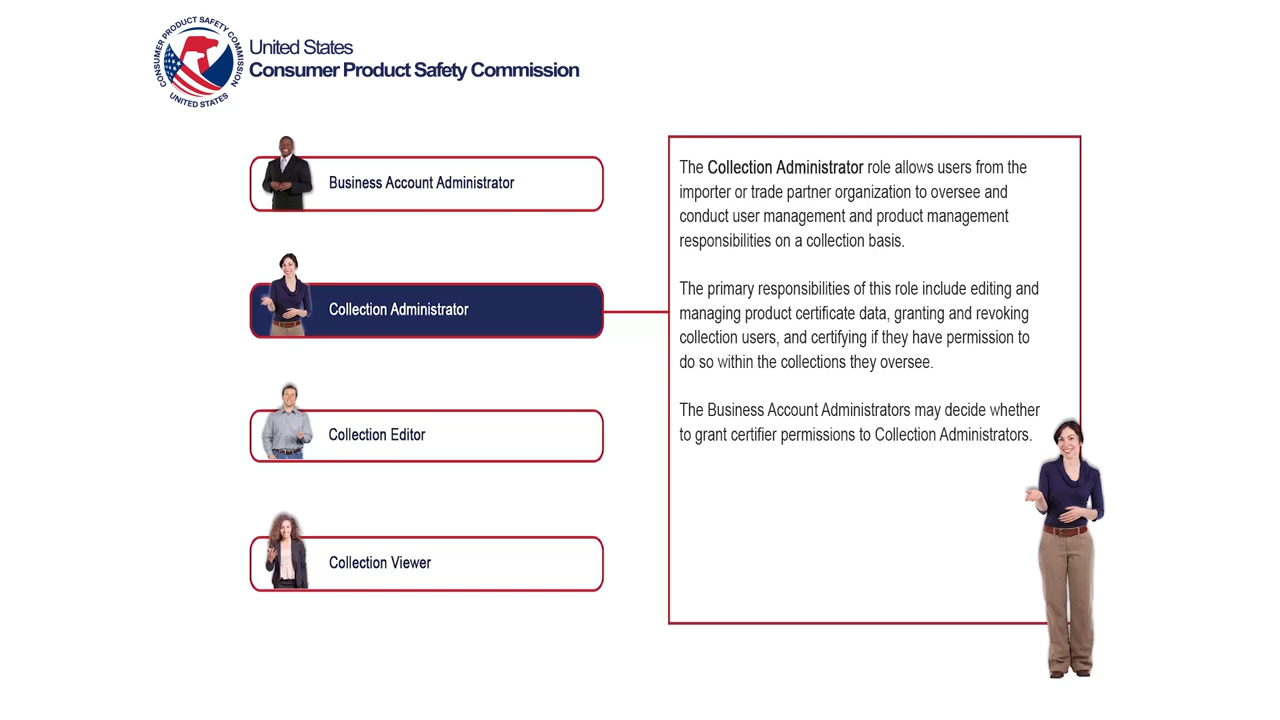 CONSUMER PRODUCT SAFETY COMMISSION
UNITED STATES
United States
Consumer Product Safety Commission
Business Account Administrator
Collection Administrator
Collection Editor
Collection Viewer
The Collection Administrator role allows users from the
importer or trade partner organization to oversee and
conduct user management and product management
responsibilities on a collection basis.
The primary responsibilities of this role include editing and
managing product certificate data, granting and revoking
collection users, and certifying if they have permission to
do so within the collections they oversee.
The Business Account Administrators may decide whether
to grant certifier permissions to Collection Administrators.